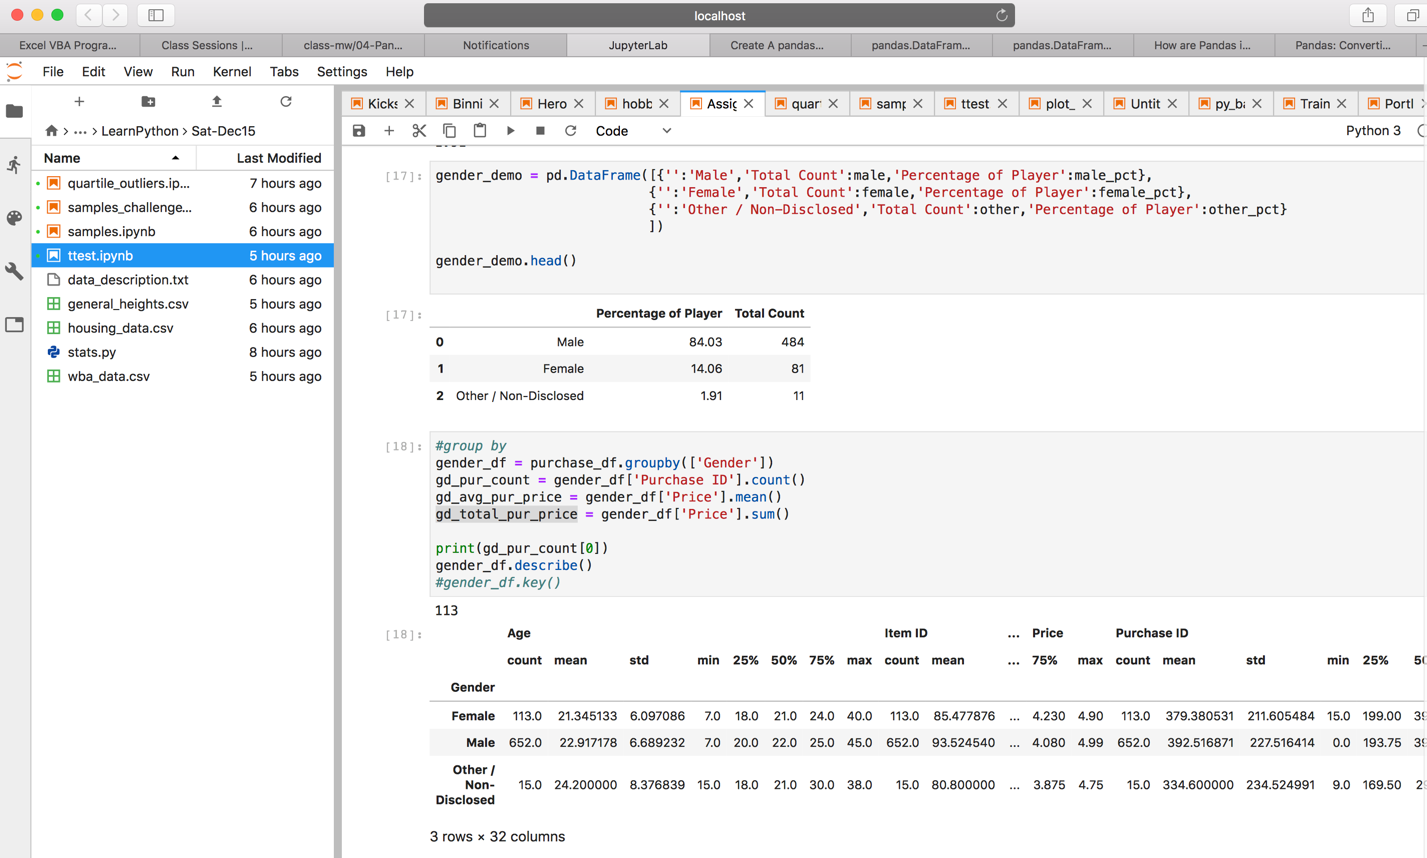 localhost
Excel VBA Progra...
Class Sessions |...
class-mw/04-Pan...
Notifications
JupyterLab
Create A pandas...
pandas.DataFram...
pandas.DataFram...
How are Pandas i...
Pandas: Converti...
File Edit View Run Kernel Tabs Settings Help
Kicks
Binni
Hero
hobb
Assig
quart
samp
ttest
plot_
Untit
py_ba
Train
Portl
... > LearnPython > Sat-Dec15
Code
Python 3
Name Last Modified
quartile_outliers.ip... 7 hours ago
samples_challenge... 6 hours ago
samples.ipynb 6 hours ago
ttest.ipynb 5 hours ago
data_description.txt 6 hours ago
general_heights.csv 5 hours ago
housing_data.csv 6 hours ago
stats.py 8 hours ago
wba_data.csv 5 hours ago
[17]: gender_demo = pd.DataFrame([{'':'Male','Total Count':male,'Percentage of Player':male_pct},
{'':'Female','Total Count':female,'Percentage of Player':female_pct},
{'':'Other / Non-Disclosed','Total Count':other,'Percentage of Player':other_pct}
])
gender_demo.head()
[17]: Percentage of Player Total Count
0 Male 84.03 484
1 Female 14.06 81
2 Other / Non-Disclosed 1.91 11
[18]: #group by
gender_df = purchase_df.groupby(['Gender'])
gd_pur_count = gender_df['Purchase ID'].count()
gd_avg_pur_price = gender_df['Price'].mean()
gd_total_pur_price = gender_df['Price'].sum()
print(gd_pur_count[0])
gender_df.describe()
#gender_df.key()
113
[18]: Age Item ID ... Price Purchase ID
count mean std min 25% 50% 75% max count mean ... 75% max count mean std min 25% 50
Gender
Female 113.0 21.345133 6.097086 7.0 18.0 21.0 24.0 40.0 113.0 85.477876 ... 4.230 4.90 113.0 379.380531 211.605484 15.0 199.00 39
Male 652.0 22.917178 6.689232 7.0 20.0 22.0 25.0 45.0 652.0 93.524540 ... 4.080 4.99 652.0 392.516871 227.516414 0.0 193.75 39
Other /
Non- 15.0 24.200000 8.376839 15.0 18.0 21.0 30.0 38.0 15.0 80.800000 ... 3.875 4.75 15.0 334.600000 234.524991 9.0 169.50
Disclosed
3 rows × 32 columns